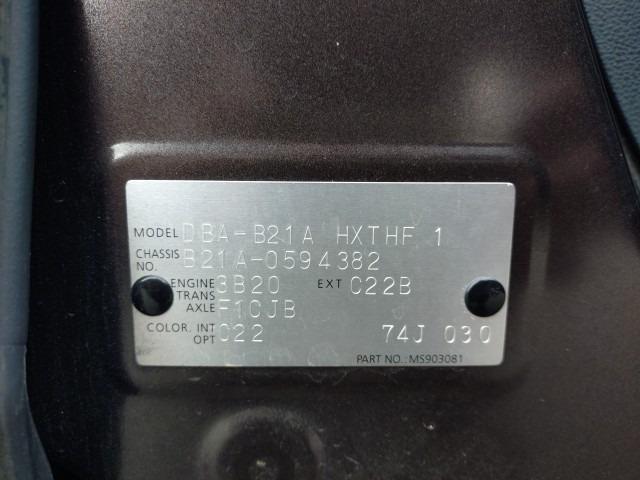 MODEL DBA-B21A HXTHF 1
CHASSIS NO. B21A-0594382
ENGINE 3B20 EXT C22B
TRANS AXLE F1CJB
COLOR. INT OPT C22 74J 030
PART NO.: MS903081